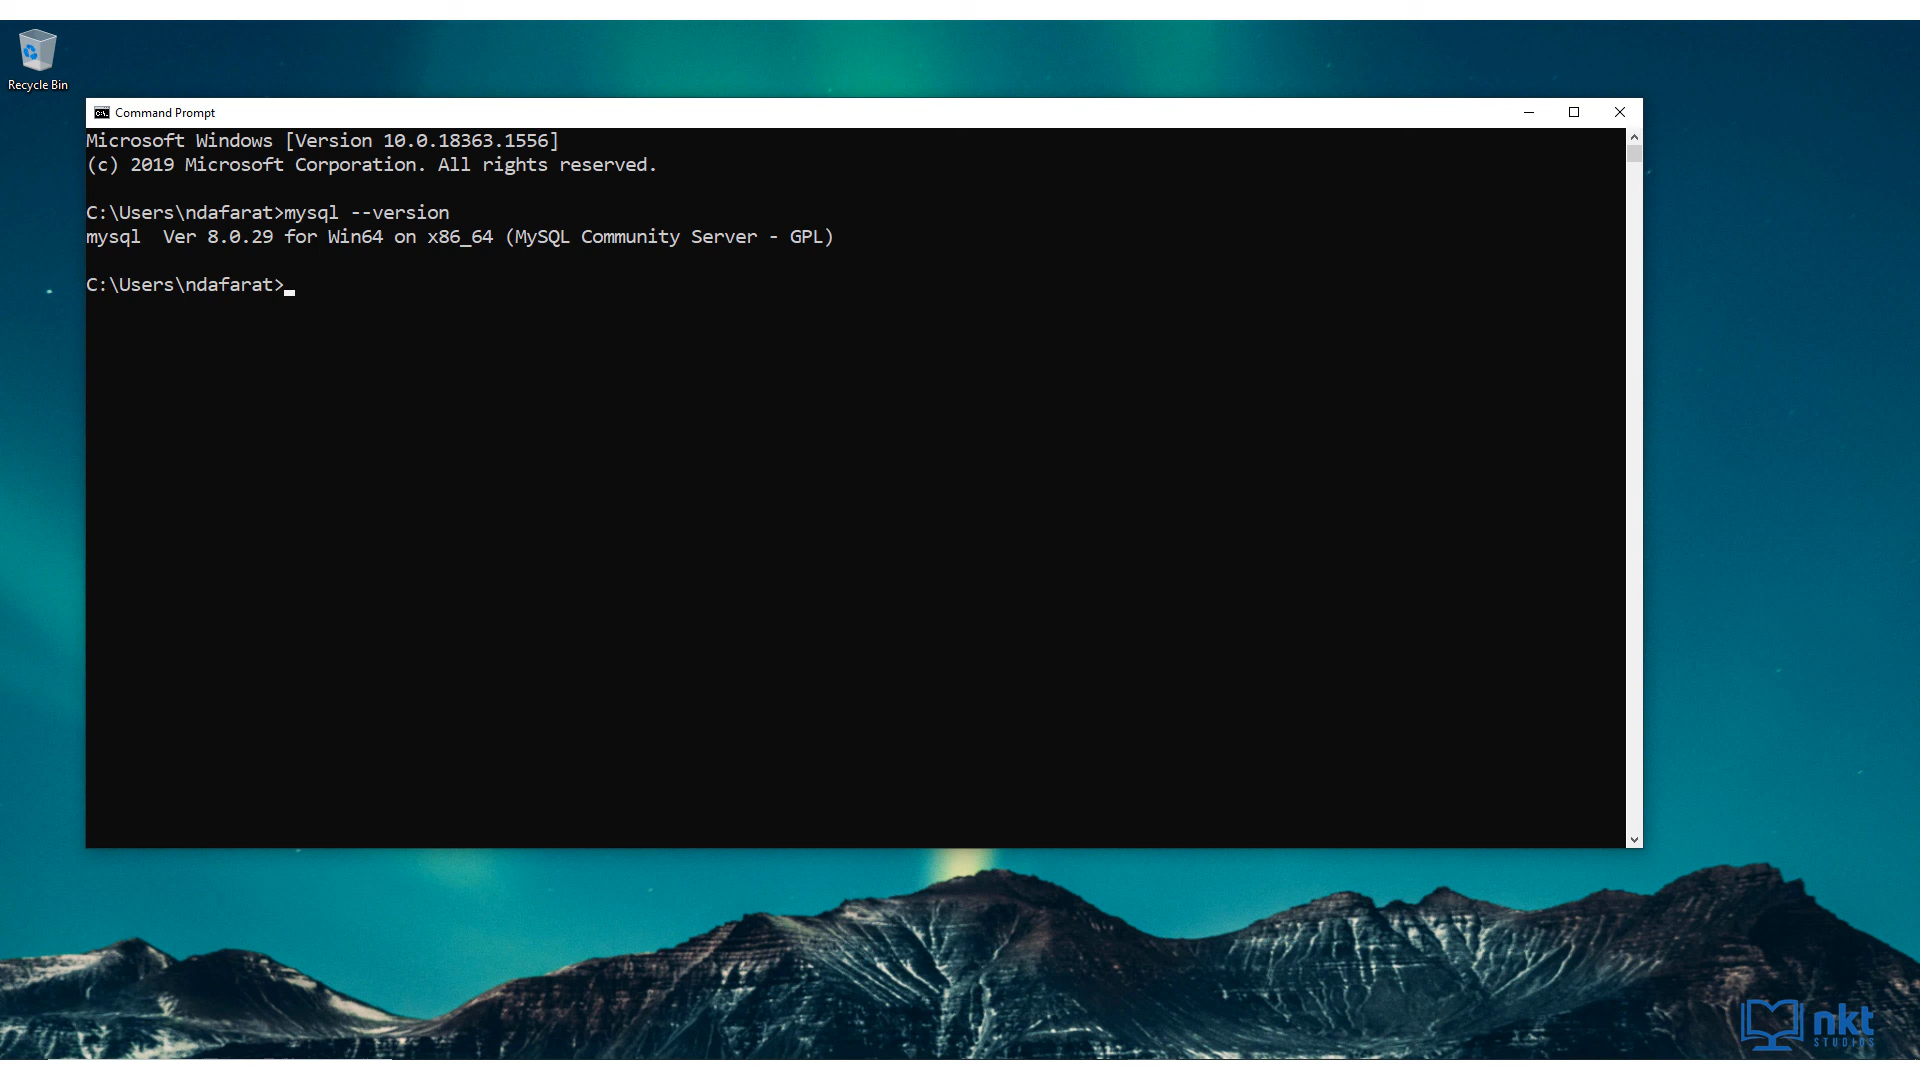 Recycle Bin
Command Prompt
Microsoft Windows [Version 10.0.18363.1556]
(c) 2019 Microsoft Corporation. All rights reserved.
C:\Users\ndafarat>mysql --version
mysql  Ver 8.0.29 for Win64 on x86_64 (MySQL Community Server - GPL)
C:\Users\ndafarat>
nkt
STUDIOS